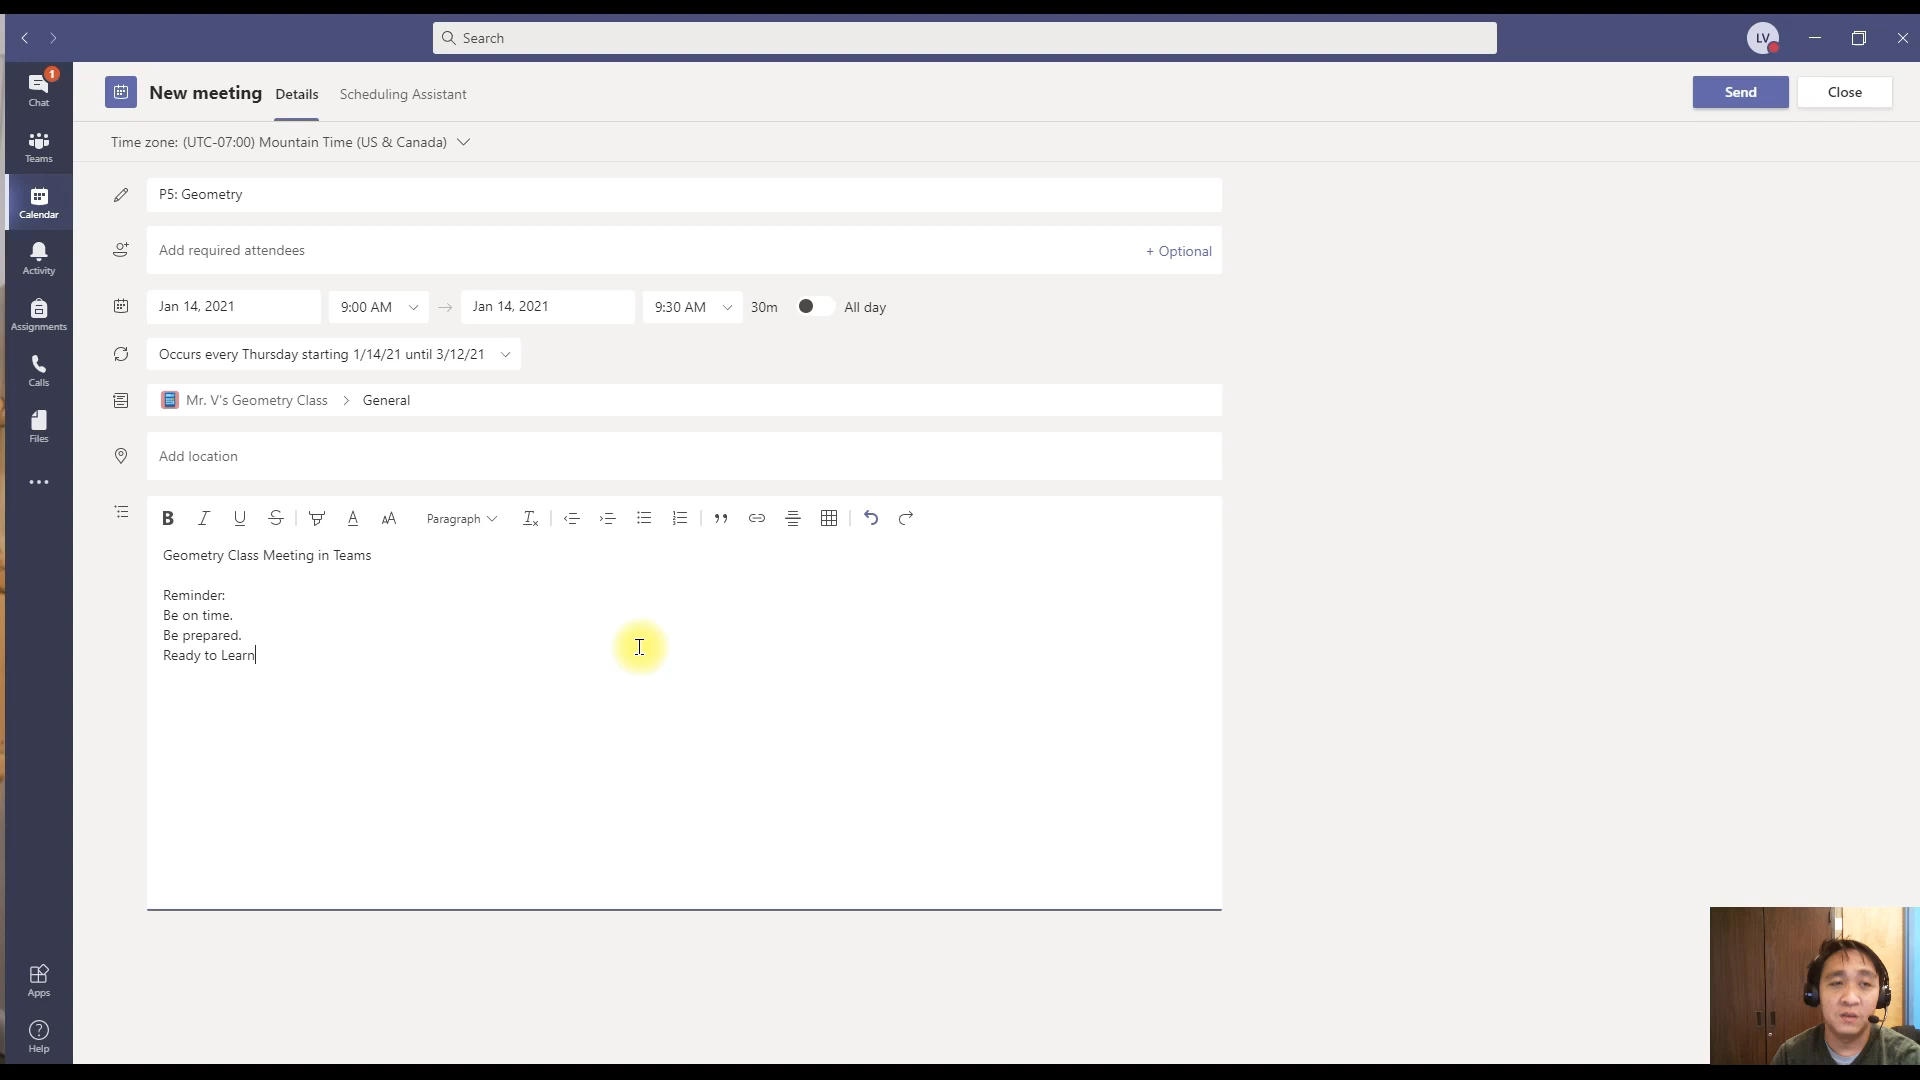 Search
LV
1
Chat
Teams
Calendar
Activity
Assignments
Calls
Files
Apps
Help
New meeting Details Scheduling Assistant
Send Close
Time zone: (UTC-07:00) Mountain Time (US & Canada)
P5: Geometry
Add required attendees + Optional
Jan 14, 2021 9:00 AM → Jan 14, 2021 9:30 AM 30m All day
Occurs every Thursday starting 1/14/21 until 3/12/21
Mr. V's Geometry Class > General
Add location
B I U S A AA Paragraph
Geometry Class Meeting in Teams
Reminder:
Be on time.
Be prepared.
Ready to Learn